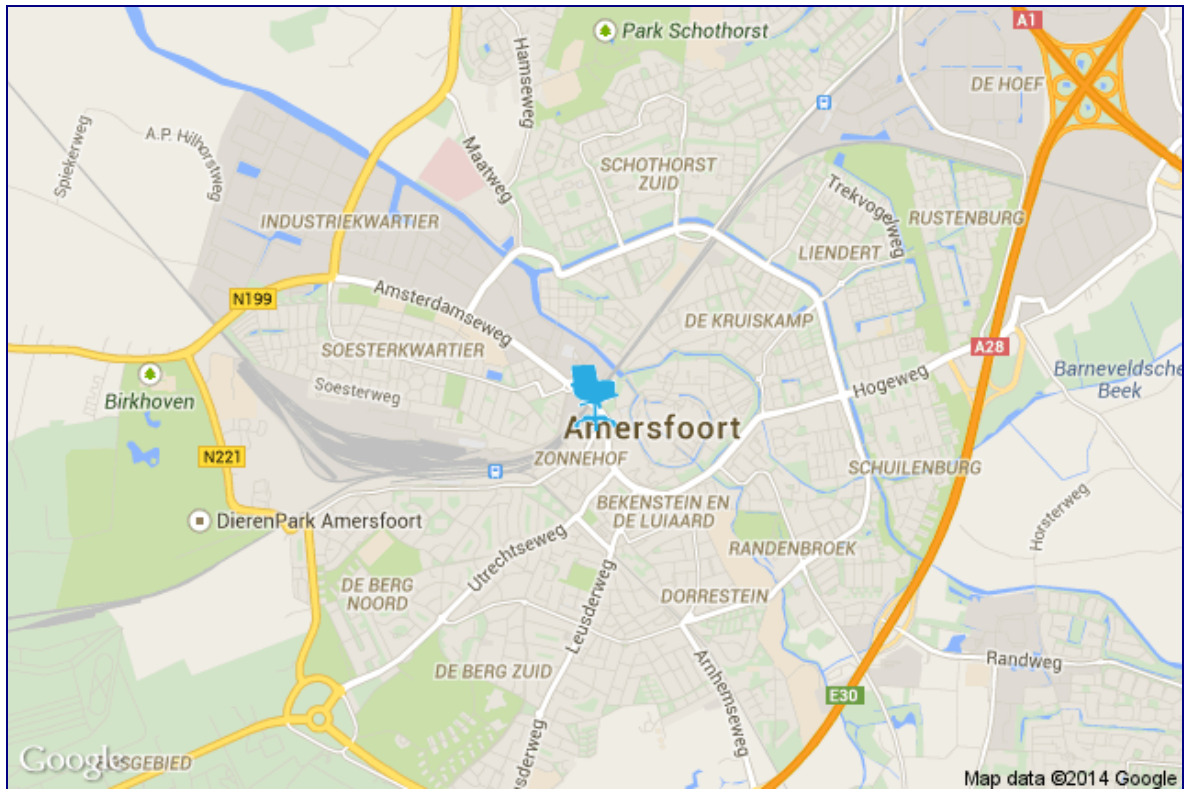 A1
Park Schothorst
DE HOEF
Hamseweg
Spiekerweg
A.P. Hilhorstweg
Maatweg
SCHOTHORST
ZUID
Trekvogelweg
RUSTENBURG
INDUSTRIEKWARTIER
LIENDERT
N199
Amsterdamseweg
DE KRUISKAMP
A28
SOESTERKWARTIER
Barneveldsche
Beek
Hogeweg
Soesterweg
Birkhoven
Amersfoort
N221
ZONNEHOF
SCHUILENBURG
BEKENSTEIN EN
DE LUIAARD
Horsterweg
DierenPark Amersfoort
RANDENBROEK
Utrechtseweg
DE BERG
NOORD
DORRESTEIN
Leusderweg
Arnhemseweg
Randweg
DE BERG ZUID
E30
usderweg
Google
SGEBIED
Map data ©2014 Google